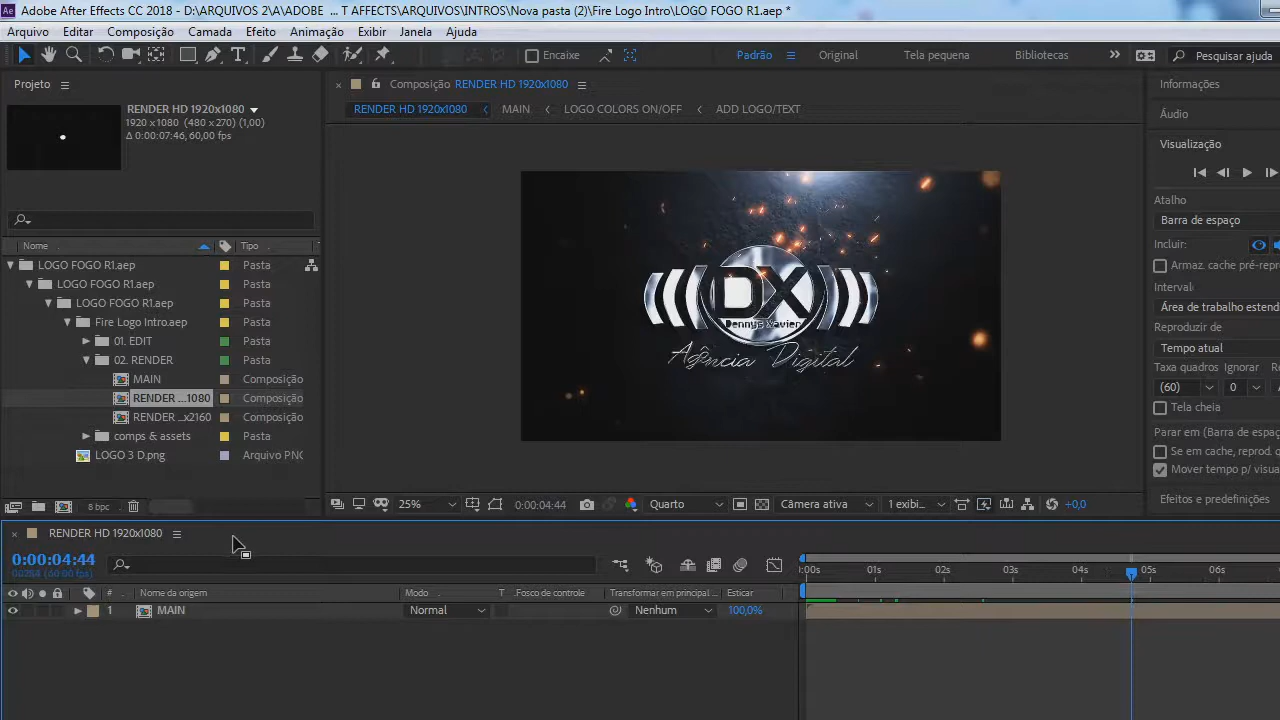 Adobe After Effects CC 2018 - D:\ARQUIVOS 2\A\ADOBE ... T AFFECTS\ARQUIVOS\INTROS\Nova pasta (2)\Fire Logo Intro\LOGO FOGO R1.aep *
Arquivo Editar Composição Camada Efeito Animação Exibir Janela Ajuda
Encaixe Padrão Original Tela pequena Bibliotecas Pesquisar ajuda
Projeto
RENDER HD 1920x1080
1920 x1080 (480 x270) (1,00)
Δ 0:00:07:46, 60,00 fps
Nome Tipo
LOGO FOGO R1.aep Pasta
LOGO FOGO R1.aep Pasta
LOGO FOGO R1.aep Pasta
Fire Logo Intro.aep Pasta
01. EDIT Pasta
02. RENDER Pasta
MAIN Composição
RENDER ...1080 Composição
RENDER ...x2160 Composição
comps & assets Pasta
LOGO 3 D.png Arquivo PNG
8 bpc
Composição RENDER HD 1920x1080
RENDER HD 1920x1080 MAIN LOGO COLORS ON/OFF ADD LOGO/TEXT
DX
Dennys Xavier
Agência Digital
25% 0:00:04:44 Quarto Câmera ativa 1 exibi... +0,0
Informações
Áudio
Visualização
Atalho
Barra de espaço
Incluir:
Armaz. cache pré-repro
Intervalo:
Área de trabalho estend
Reproduzir de
Tempo atual
Taxa quadros Ignorar
(60) 0
Tela cheia
Parar em (Barra de espaç
Se em cache, reprod. q
Mover tempo p/ visua
Efeitos e predefinições
RENDER HD 1920x1080
0:00:04:44
00284 (60.00 fps)
# Nome da origem Modo T .Fosco de controle Transformar em principal ... Esticar
1 MAIN Normal Nenhum 100,0%
0:00s 01s 02s 03s 04s 05s 06s